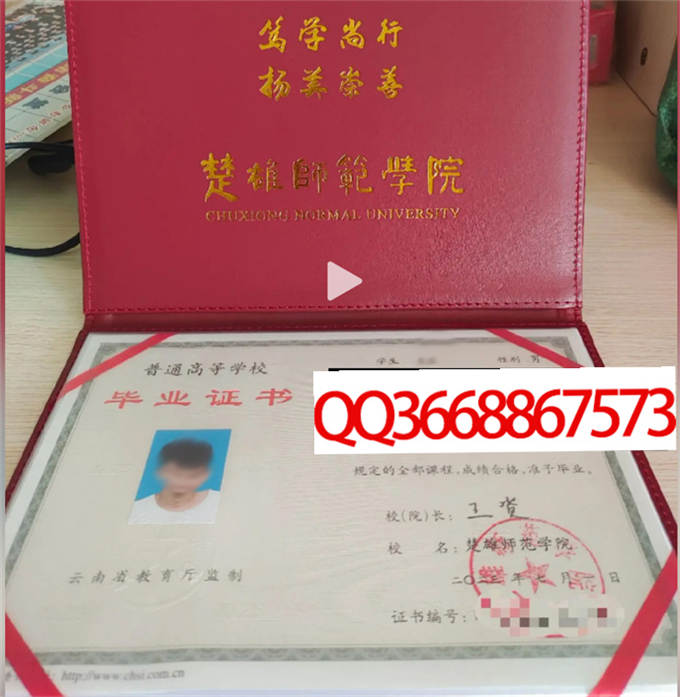 笃学尚行
扬美崇善
楚雄師範學院
CHUXIONG NORMAL UNIVERSITY
普通高等学校
毕业证书
学生
性别 男
QQ3668867573
规定的全部课程,成绩合格,准予毕业。
校(院)长:
校 名:楚雄师范学院
云南省教育厅监制
年七月一日
证书编号:
http://www.chsi.com.cn